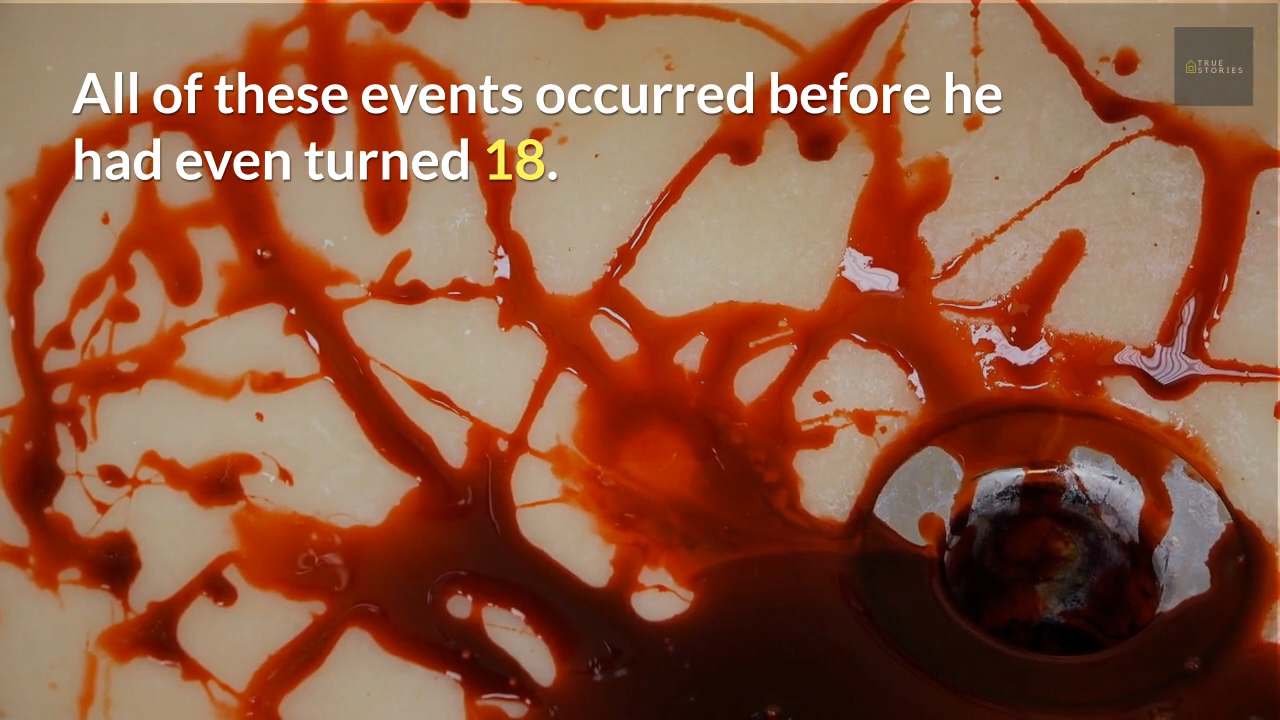 All of these events occurred before he
had even turned 18.
TRUE
STORIES